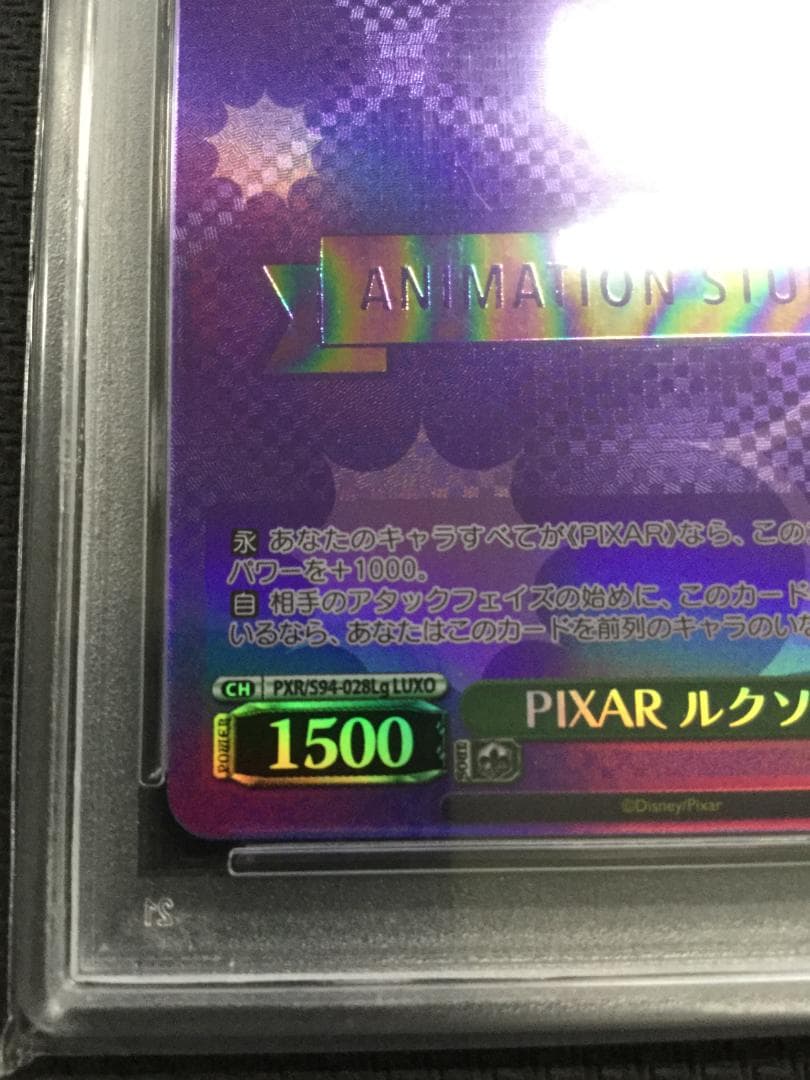 ANIMATION STU
永 あなたのキャラすべてが《PIXAR》なら、この
パワーを+1000。
自 相手のアタックフェイズの始めに、このカード
いるなら、あなたはこのカードを前列のキャラのいな
CH PXR/S94-028Lg LUXO
PIXAR ルクソ
POWER 1500
SOUL
©Disney/Pixar
21